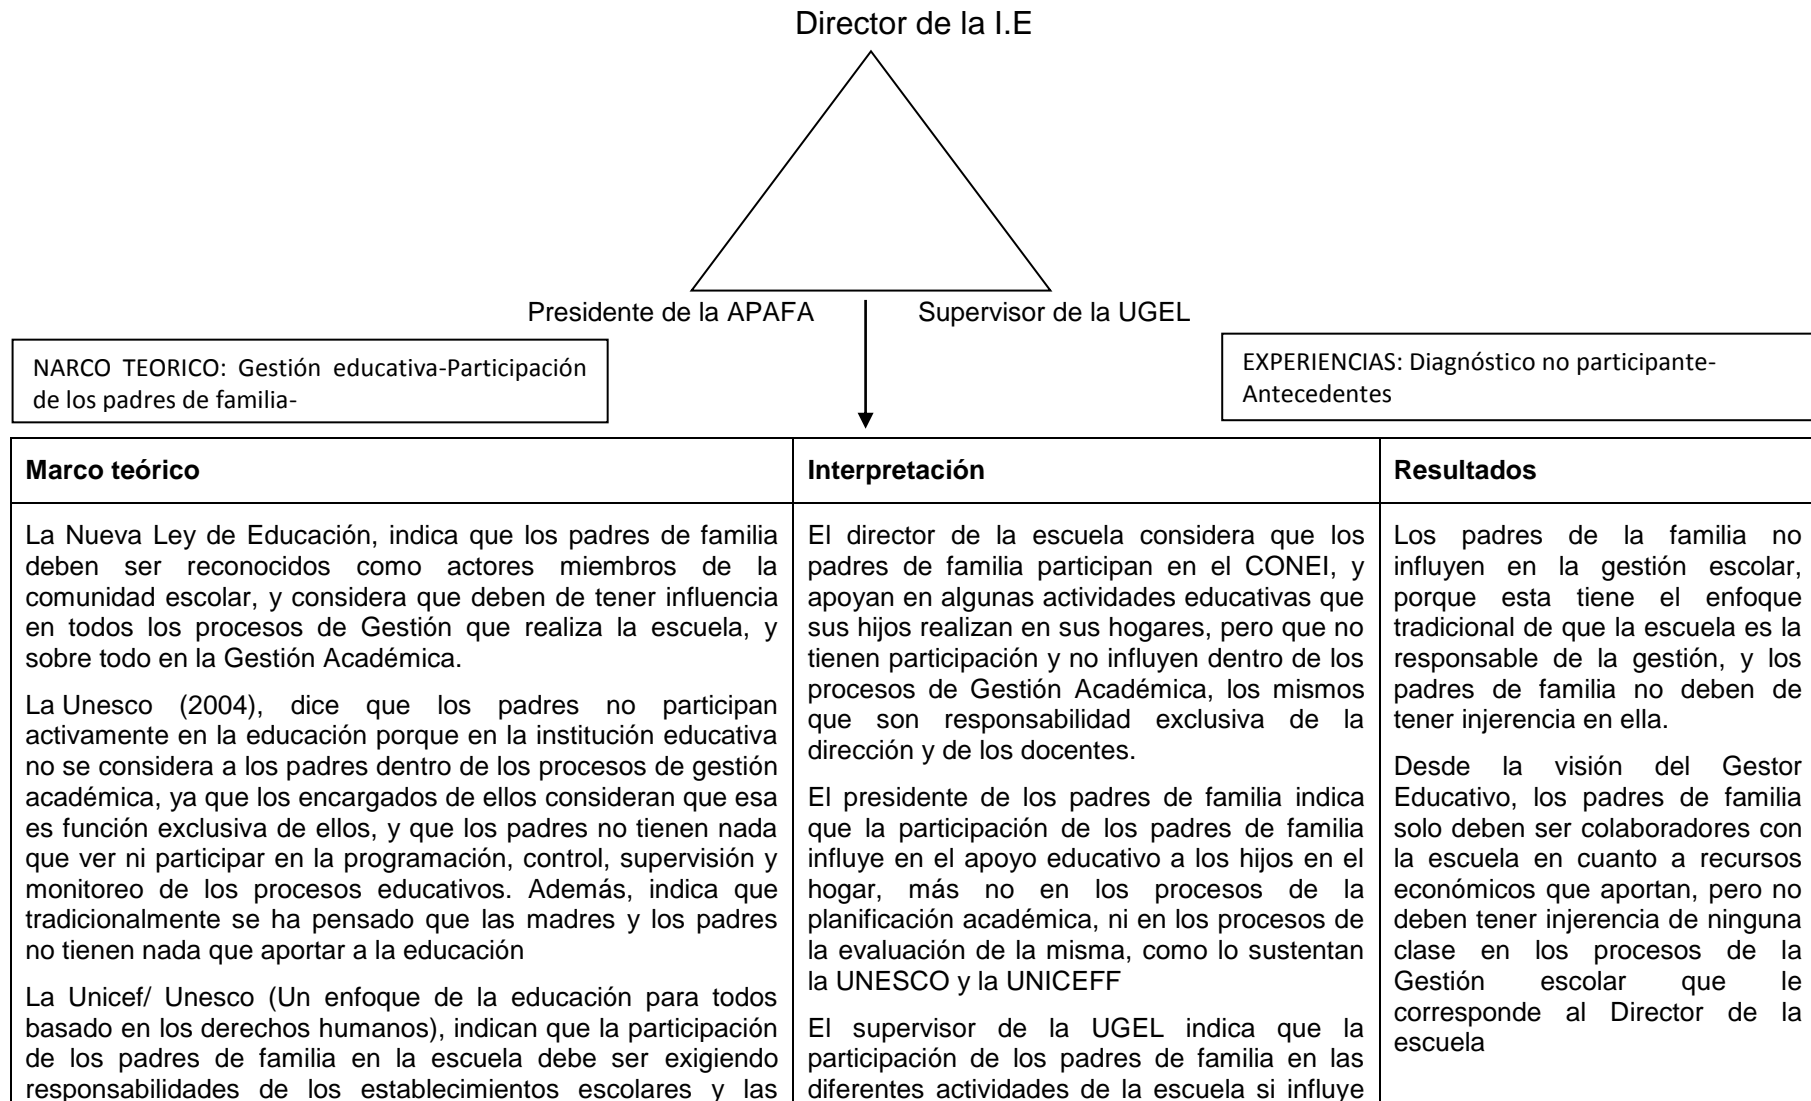 Director de la I.E
Presidente de la APAFA
Supervisor de la UGEL
NARCO TEORICO: Gestión educativa-Participación
de los padres de familia-
EXPERIENCIAS: Diagnóstico no participante-
Antecedentes
Marco teórico
Interpretación
Resultados
La Nueva Ley de Educación, indica que los padres de familia
deben ser reconocidos como actores miembros de la
comunidad escolar, y considera que deben de tener influencia
en todos los procesos de Gestión que realiza la escuela, y
sobre todo en la Gestión Académica.
La Unesco (2004), dice que los padres no participan
activamente en la educación porque en la institución educativa
no se considera a los padres dentro de los procesos de gestión
académica, ya que los encargados de ellos consideran que esa
es función exclusiva de ellos, y que los padres no tienen nada
que ver ni participar en la programación, control, supervisión y
monitoreo de los procesos educativos. Además, indica que
tradicionalmente se ha pensado que las madres y los padres
no tienen nada que aportar a la educación
La Unicef/ Unesco (Un enfoque de la educación para todos
basado en los derechos humanos), indican que la participación
de los padres de familia en la escuela debe ser exigiendo
responsabilidades de los establecimientos escolares y las
El director de la escuela considera que los
padres de familia participan en el CONEI, y
apoyan en algunas actividades educativas que
sus hijos realizan en sus hogares, pero que no
tienen participación y no influyen dentro de los
procesos de Gestión Académica, los mismos
que son responsabilidad exclusiva de la
dirección y de los docentes.
El presidente de los padres de familia indica
que la participación de los padres de familia
influye en el apoyo educativo a los hijos en el
hogar, más no en los procesos de la
planificación académica, ni en los procesos de
la evaluación de la misma, como lo sustentan
la UNESCO y la UNICEFF
El supervisor de la UGEL indica que la
participación de los padres de familia en las
diferentes actividades de la escuela si influye
Los padres de la familia no
influyen en la gestión escolar,
porque esta tiene el enfoque
tradicional de que la escuela es la
responsable de la gestión, y los
padres de familia no deben de
tener injerencia en ella.
Desde la visión del Gestor
Educativo, los padres de familia
solo deben ser colaboradores con
la escuela en cuanto a recursos
económicos que aportan, pero no
deben tener injerencia de ninguna
clase en los procesos de la
Gestión escolar que le
corresponde al Director de la
escuela